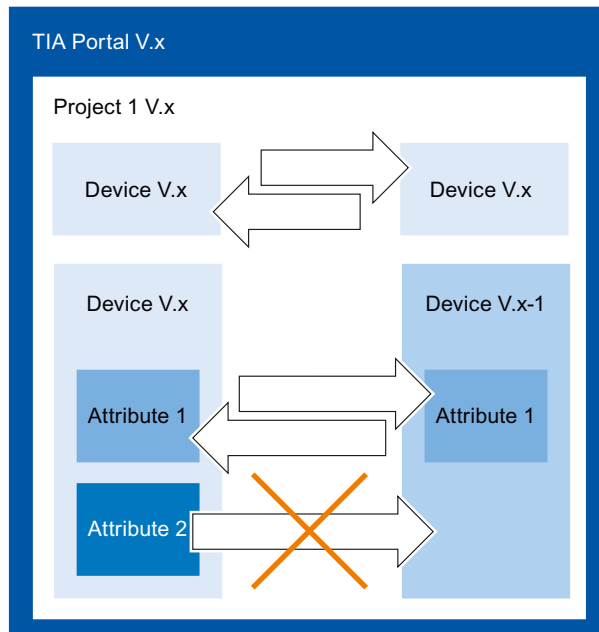 TIA Portal V.x
Project 1 V.x
Device V.x
Device V.x
Device V.x
Device V.x-1
Attribute 1
Attribute 1
Attribute 2